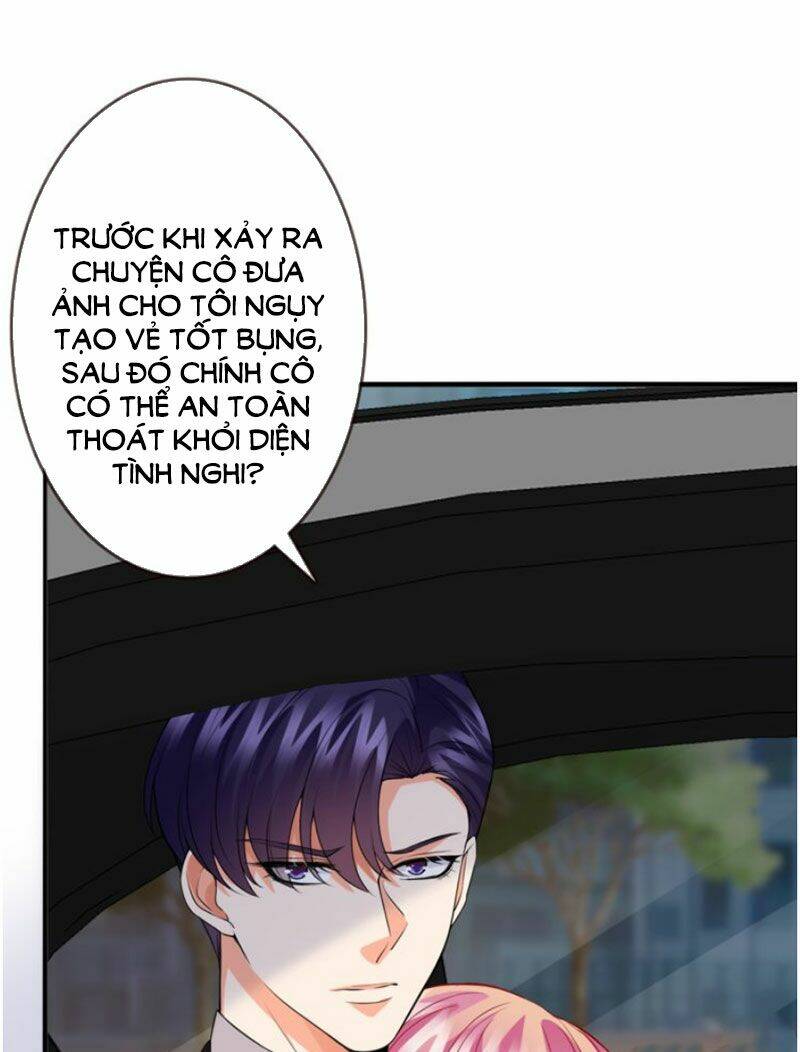 TRƯỚC KHI XẢY RA
CHUYỆN CÔ ĐƯA
ẢNH CHO TÔI NGỤY
TẠO VẺ TỐT BỤNG,
SAU ĐÓ CHÍNH CÔ
CÓ THỂ AN TOÀN
THOÁT KHỎI DIỆN
TÌNH NGHI?